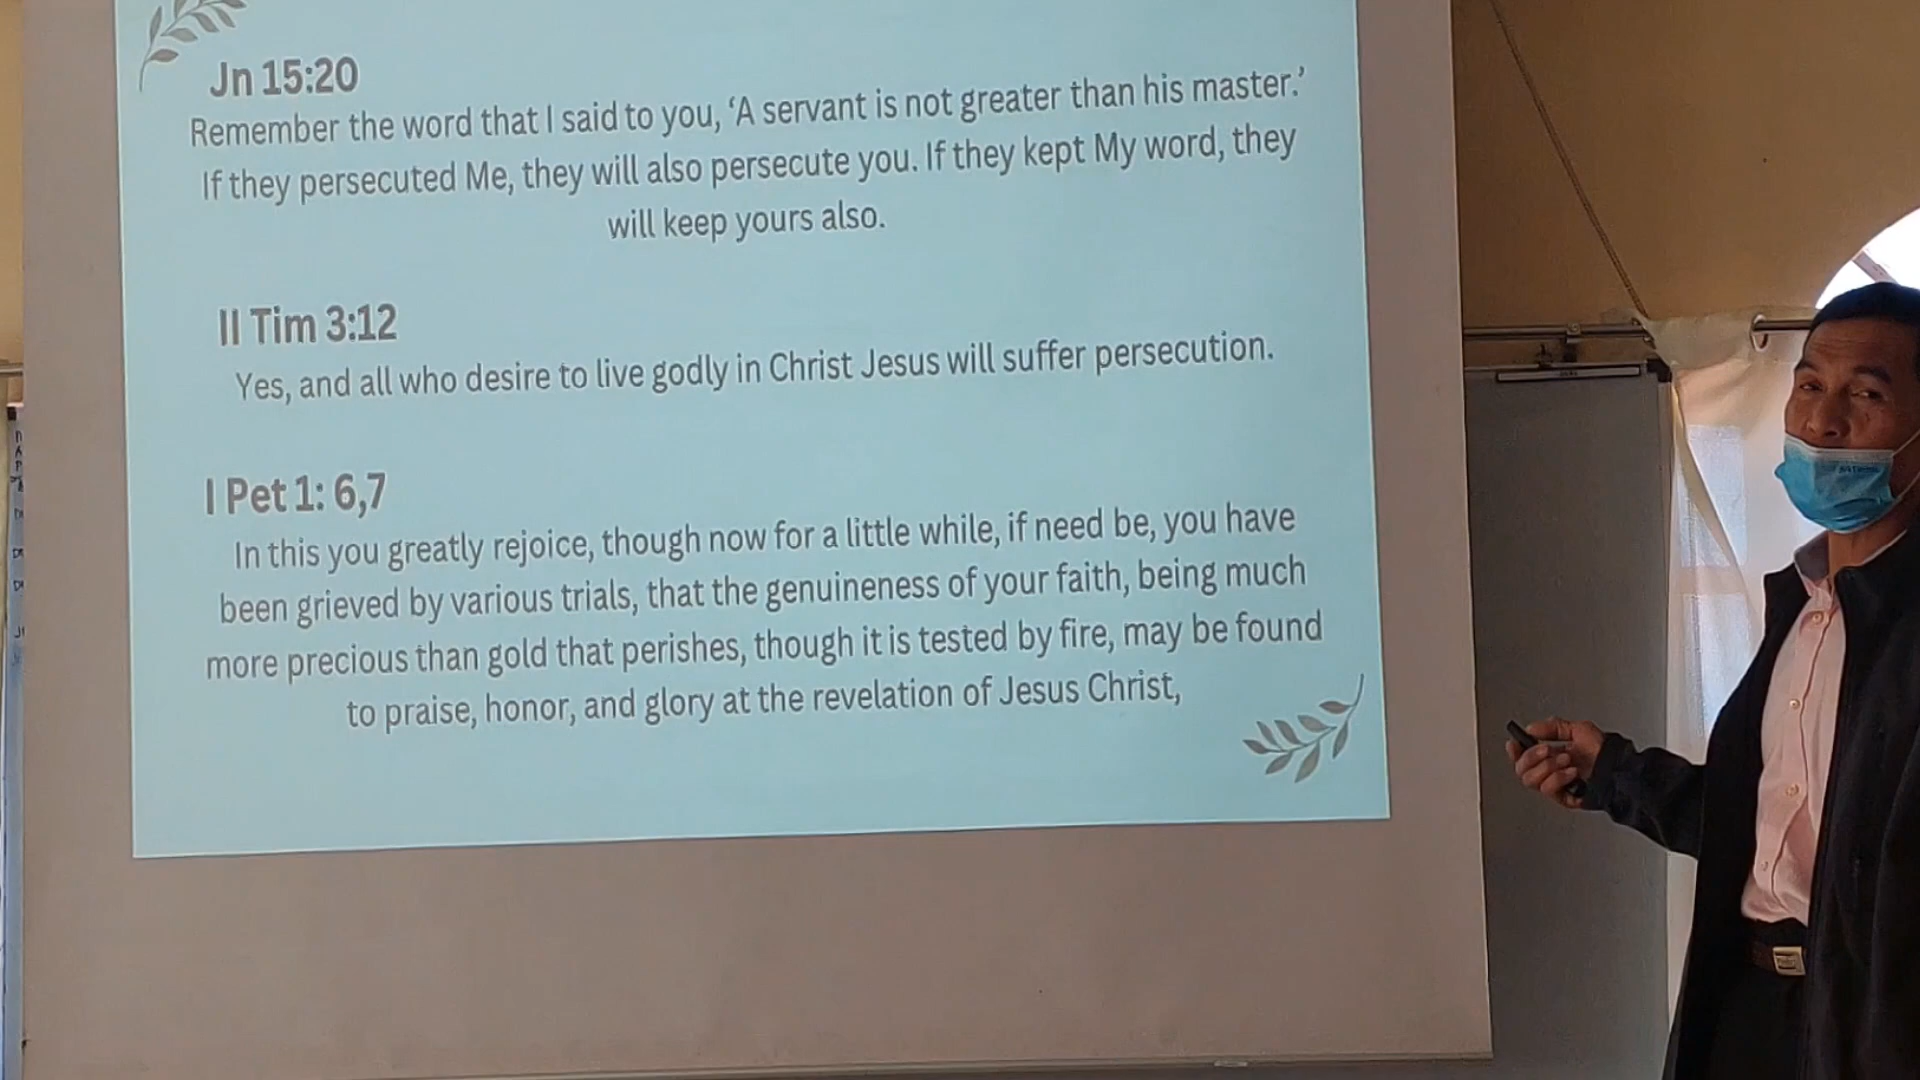 Jn 15:20
Remember the word that I said to you, ‘A servant is not greater than his master.’
If they persecuted Me, they will also persecute you. If they kept My word, they
will keep yours also.
II Tim 3:12
Yes, and all who desire to live godly in Christ Jesus will suffer persecution.
I Pet 1: 6,7
In this you greatly rejoice, though now for a little while, if need be, you have
been grieved by various trials, that the genuineness of your faith, being much
more precious than gold that perishes, though it is tested by fire, may be found
to praise, honor, and glory at the revelation of Jesus Christ,